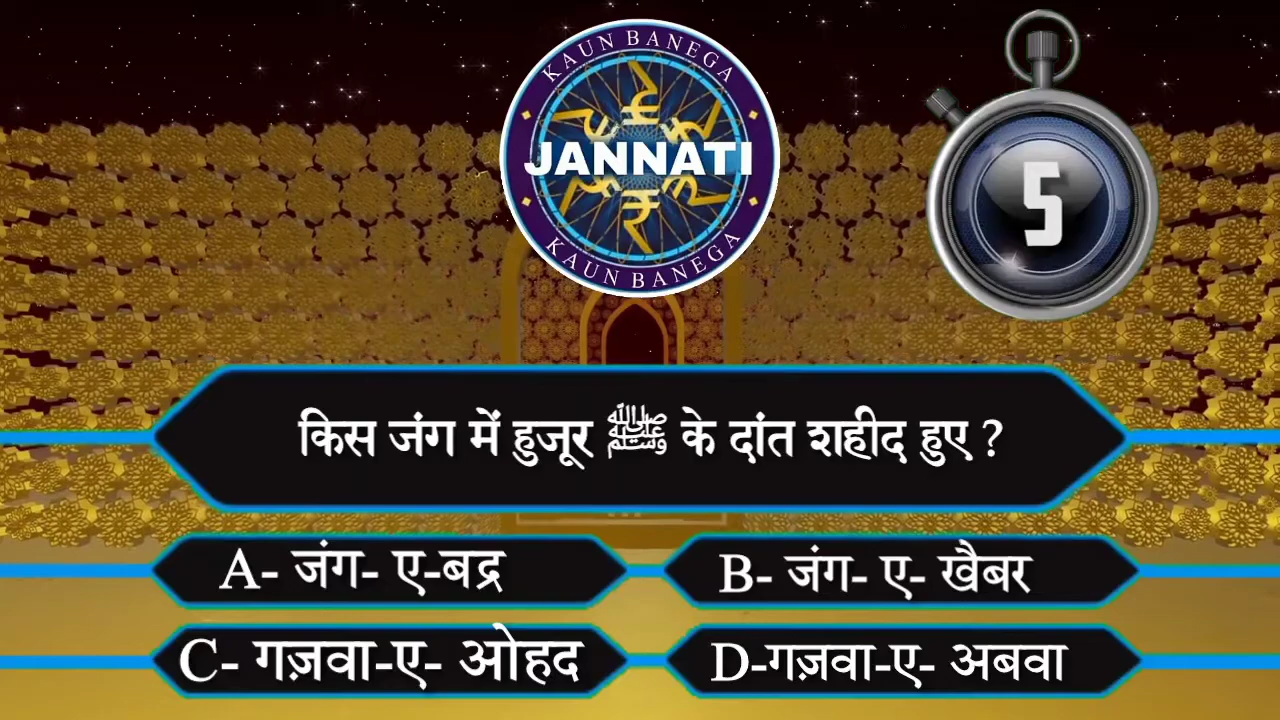 KAUN BANEGA
JANNATI
KAUN BANEGA
5
किस जंग में हुजूर ﷺ के दांत शहीद हुए ?
A- जंग- ए-बद्र
B- जंग- ए- खैबर
C- गज़वा-ए- ओहद
D-गज़वा-ए- अबवा